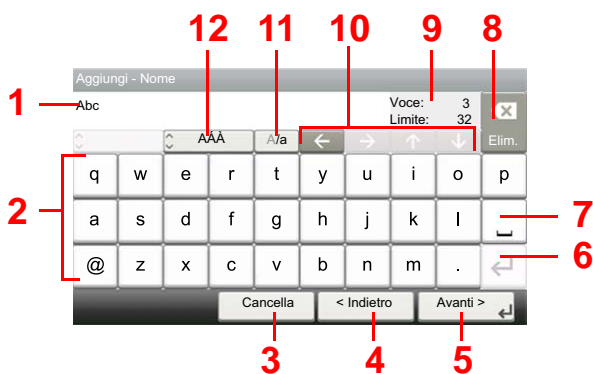 12 11 10 9 8
Aggiungi - Nome
1 Abc Voce: 3
Limite: 32
AÁÀ A/a ← → ↑ ↓ Elim.
2
q w e r t y u i o p
a s d f g h j k l 7
@ z x c v b n m . 6
Cancella < Indietro Avanti >
3 4 5